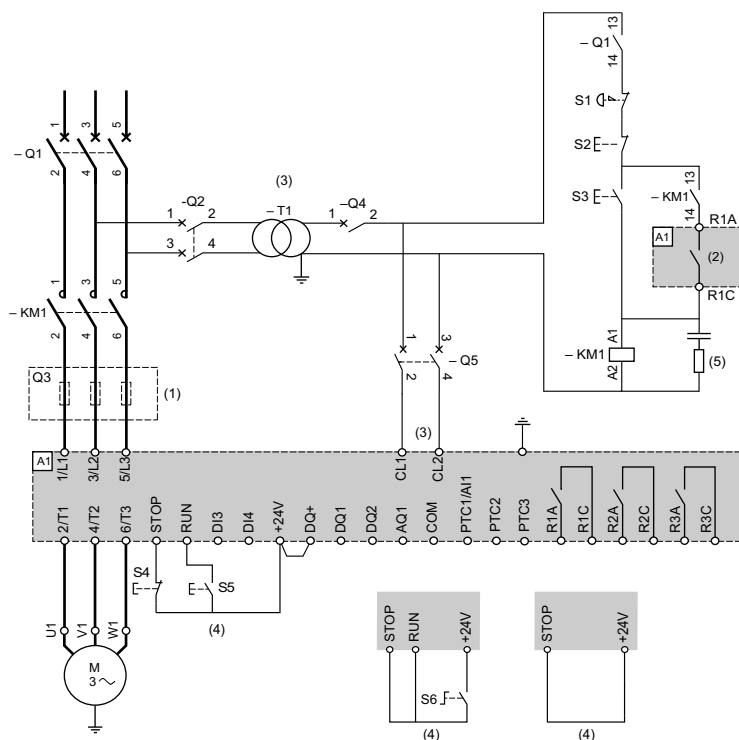 13
– Q1
14
S1
S2
S3
13
– KM1
14
R1A
A1
(2)
R1C
A1
– KM1
A2
(5)
1
3
5
– Q1
2
4
6
(3)
-Q2
1
2
3
4
– T1
–Q4
1
2
1
3
5
– KM1
2
4
6
Q3
(1)
1
3
– Q5
2
4
(3)
A1
1/L1
3/L2
5/L3
CL1
CL2
2/T1
4/T2
6/T3
STOP
RUN
DI3
DI4
+24V
DQ+
DQ1
DQ2
AQ1
COM
PTC1/AI1
PTC2
PTC3
R1A
R1C
R2A
R2C
R3A
R3C
S4
S5
(4)
U1
V1
W1
M
3
STOP
RUN
+24V
S6
(4)
STOP
+24V
(4)